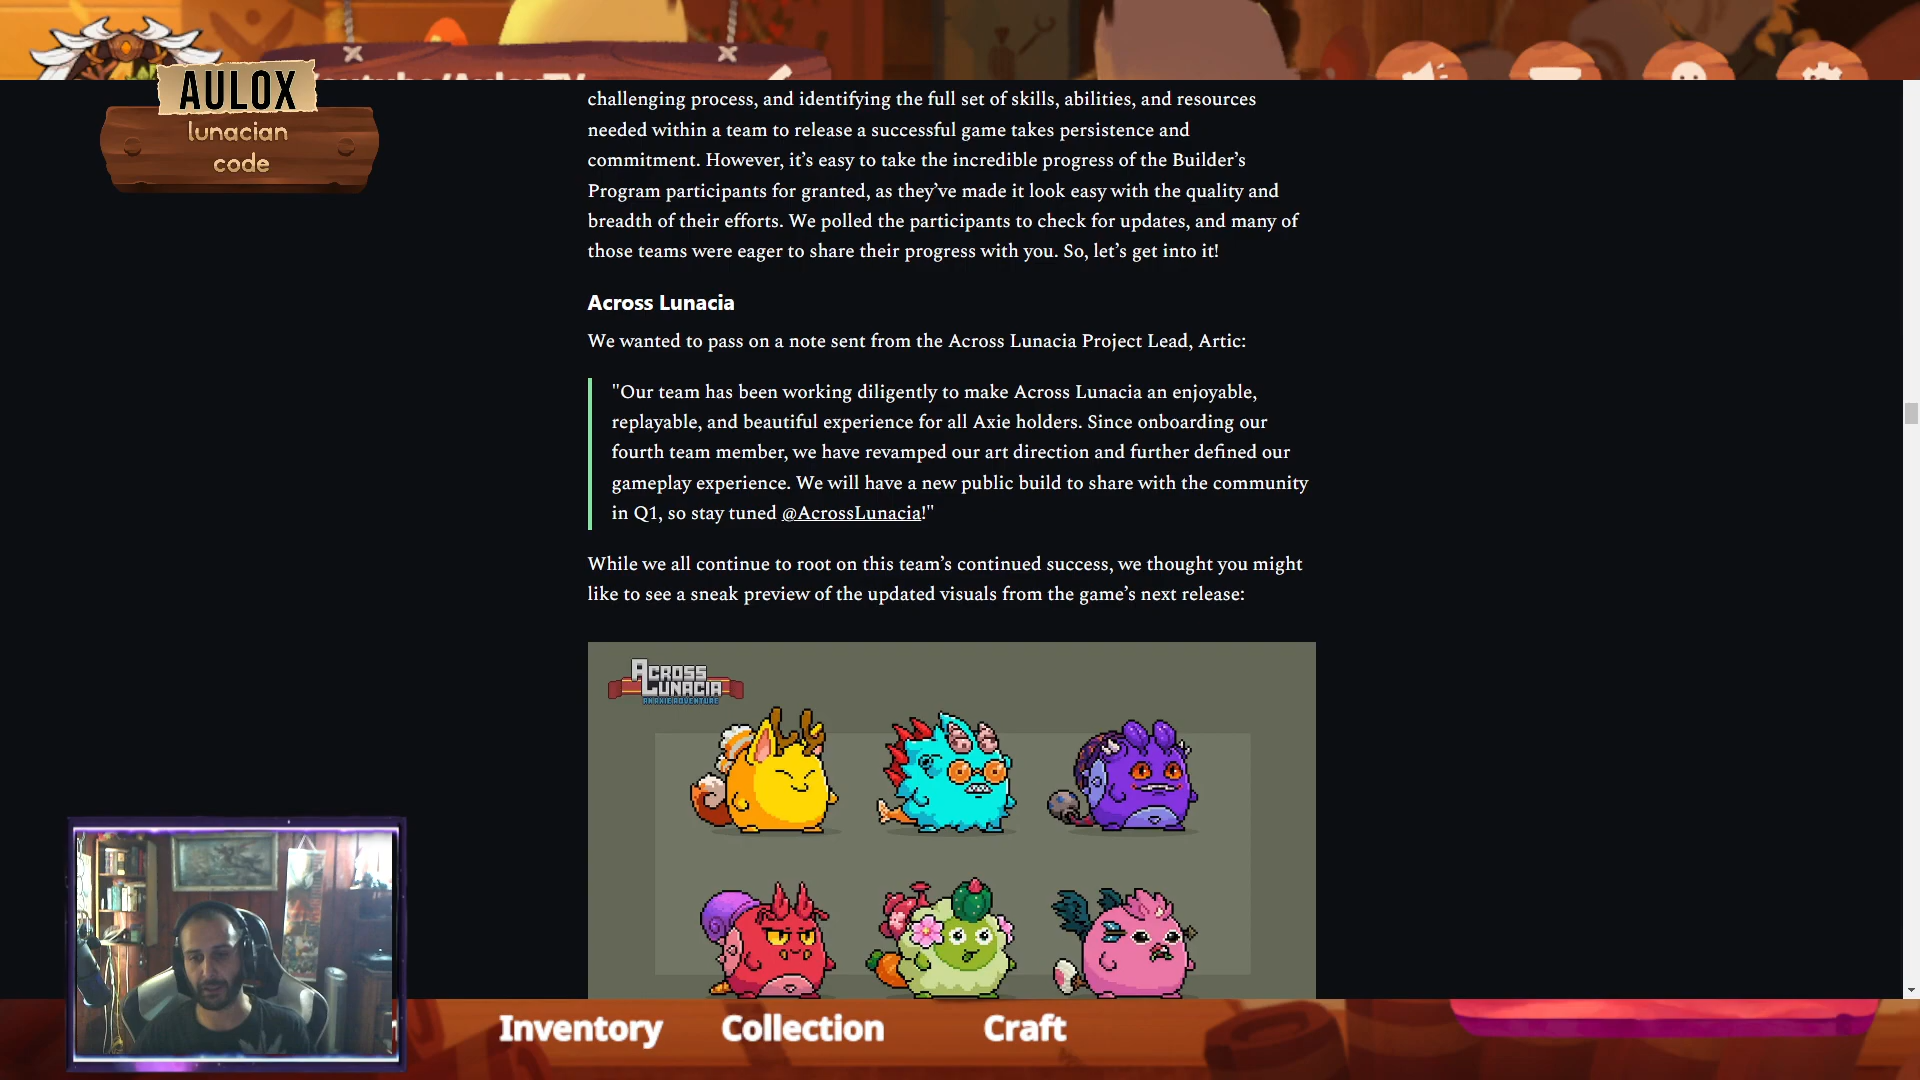 Youtube/AuloxTV
AULOX
lunacian
code
challenging process, and identifying the full set of skills, abilities, and resources
needed within a team to release a successful game takes persistence and
commitment. However, it’s easy to take the incredible progress of the Builder’s
Program participants for granted, as they’ve made it look easy with the quality and
breadth of their efforts. We polled the participants to check for updates, and many of
those teams were eager to share their progress with you. So, let’s get into it!
Across Lunacia
We wanted to pass on a note sent from the Across Lunacia Project Lead, Artic:
"Our team has been working diligently to make Across Lunacia an enjoyable,
replayable, and beautiful experience for all Axie holders. Since onboarding our
fourth team member, we have revamped our art direction and further defined our
gameplay experience. We will have a new public build to share with the community
in Q1, so stay tuned @AcrossLunacia!"
While we all continue to root on this team’s continued success, we thought you might
like to see a sneak preview of the updated visuals from the game’s next release:
ACROSS
LUNACIA
AN AXIE ADVENTURE
Inventory
Collection
Craft